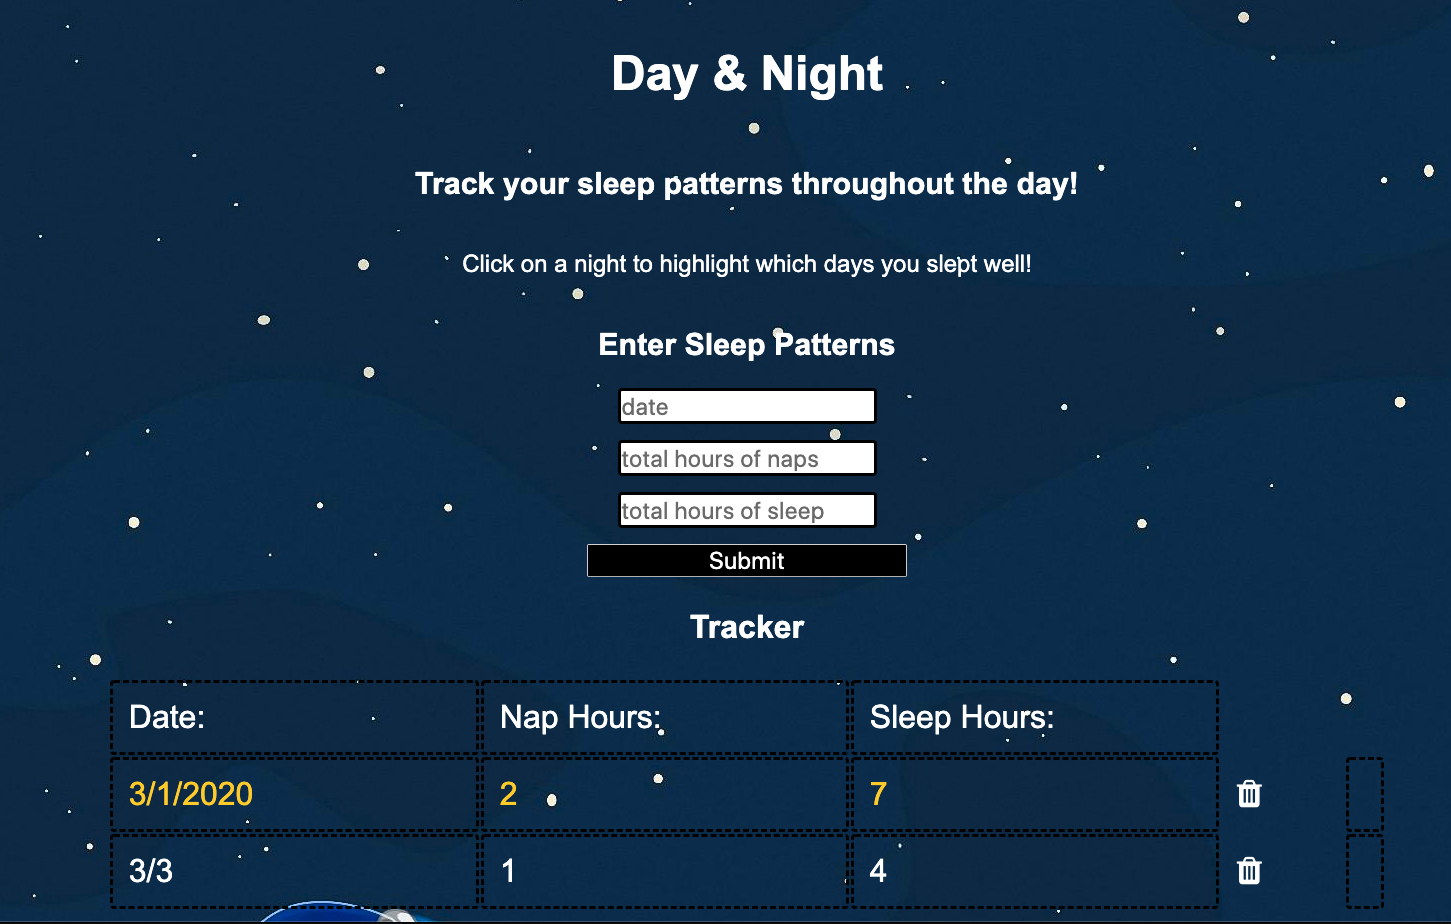 Day & Night
Track your sleep patterns throughout the day!
Click on a night to highlight which days you slept well!
Enter Sleep Patterns
date
total hours of naps
total hours of sleep
Submit
Tracker
Date: Nap Hours: Sleep Hours:
3/1/2020 2 7
3/3 1 4